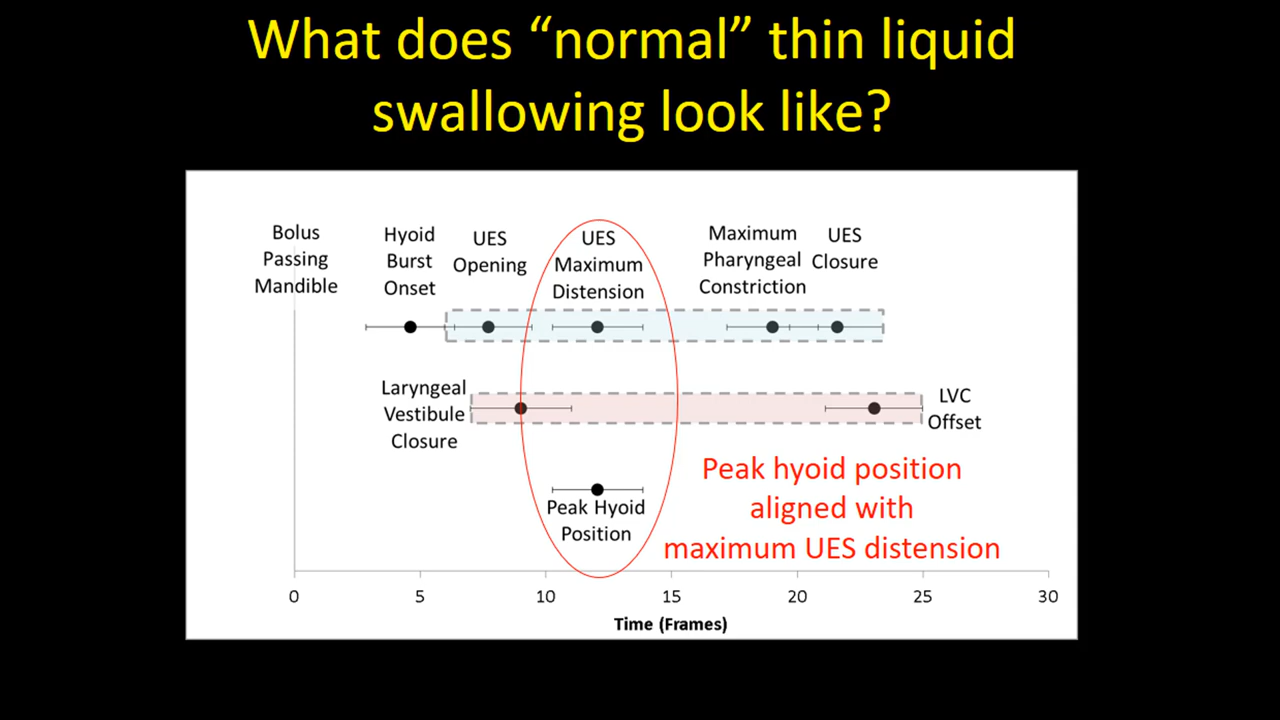 What does “normal” thin liquid
swallowing look like?
Bolus
Passing
Mandible
Hyoid
Burst
Onset
UES
Opening
UES
Maximum
Distension
Maximum
Pharyngeal
Constriction
UES
Closure
Laryngeal
Vestibule
Closure
LVC
Offset
Peak Hyoid
Position
Peak hyoid position
aligned with
maximum UES distension
0 5 10 15 20 25 30
Time (Frames)